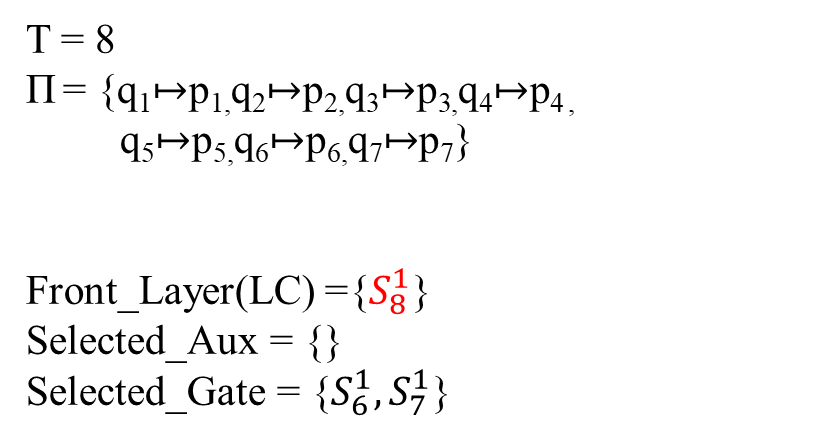 T = 8
Π = {q₁↦p₁,q₂↦p₂,q₃↦p₃,q₄↦p₄,
q₅↦p₅,q₆↦p₆,q₇↦p₇}
Front_Layer(LC) ={S₈¹}
Selected_Aux = {}
Selected_Gate = {S₆¹,S₇¹}